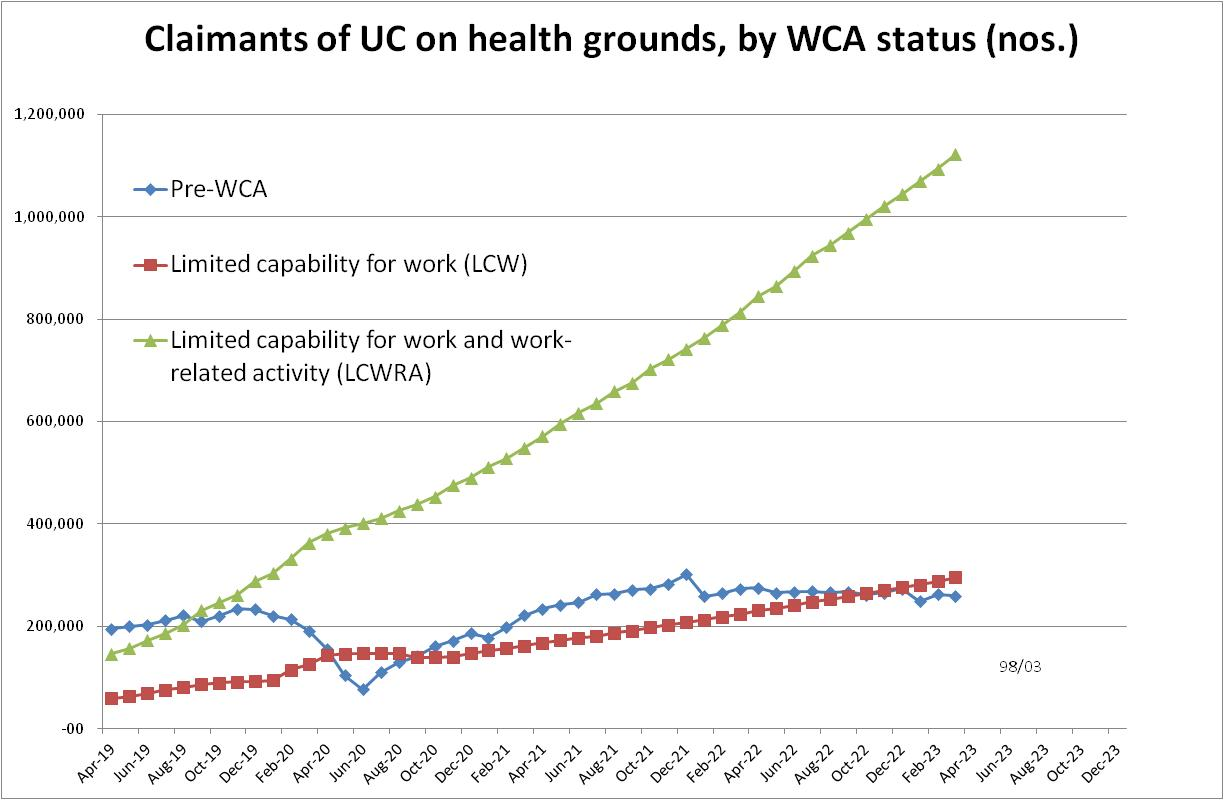 Claimants of UC on health grounds, by WCA status (nos.)
1,200,000
1,000,000
800,000
600,000
400,000
200,000
-00
Pre-WCA
Limited capability for work (LCW)
Limited capability for work and work-
related activity (LCWRA)
98/03
Apr-19
Jun-19
Aug-19
Oct-19
Dec-19
Feb-20
Apr-20
Jun-20
Aug-20
Oct-20
Dec-20
Feb-21
Apr-21
Jun-21
Aug-21
Oct-21
Dec-21
Feb-22
Apr-22
Jun-22
Aug-22
Oct-22
Dec-22
Feb-23
Apr-23
Jun-23
Aug-23
Oct-23
Dec-23